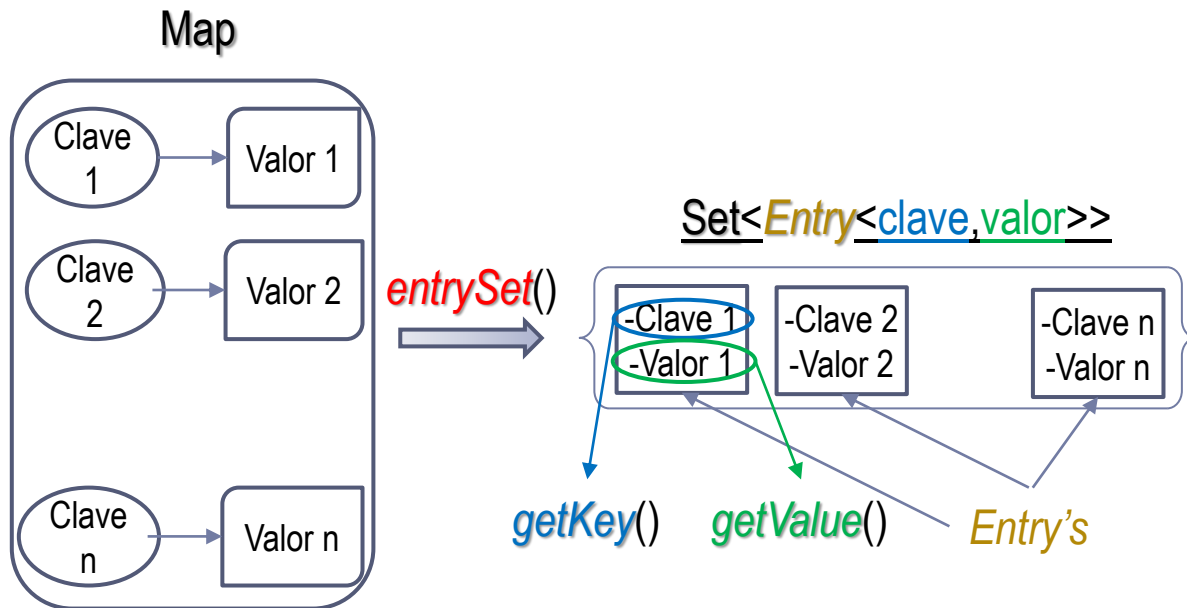 Map
Clave
1
Valor 1
Clave
2
Valor 2
Clave
n
Valor n
entrySet()
Set<Entry<clave,valor>>
-Clave 1
-Valor 1
-Clave 2
-Valor 2
-Clave n
-Valor n
getKey()
getValue()
Entry's